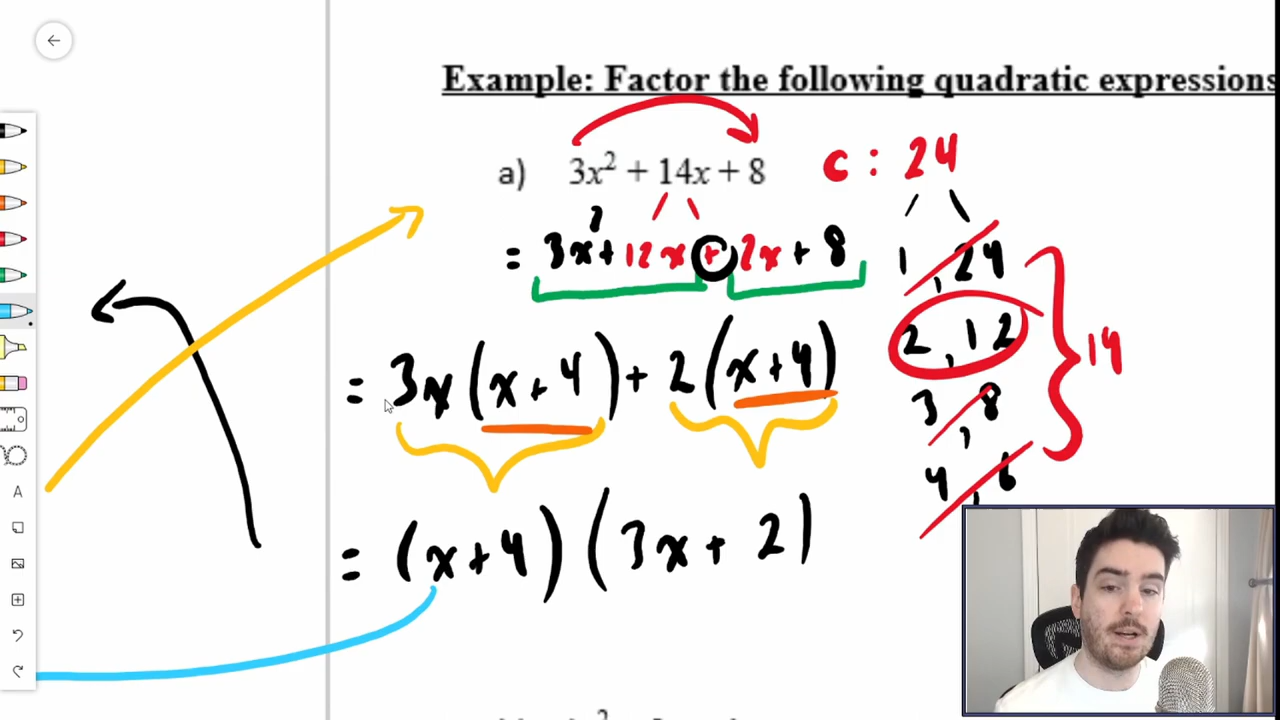 Example: Factor the following quadratic expressions
a) 3x² + 14x + 8
c : 24
= 3x² + 12x + 2x + 8
1, 24
2, 12
14
= 3x(x+4) + 2(x+4)
3, 8
4, 6
= (x+4)(3x+2)
A